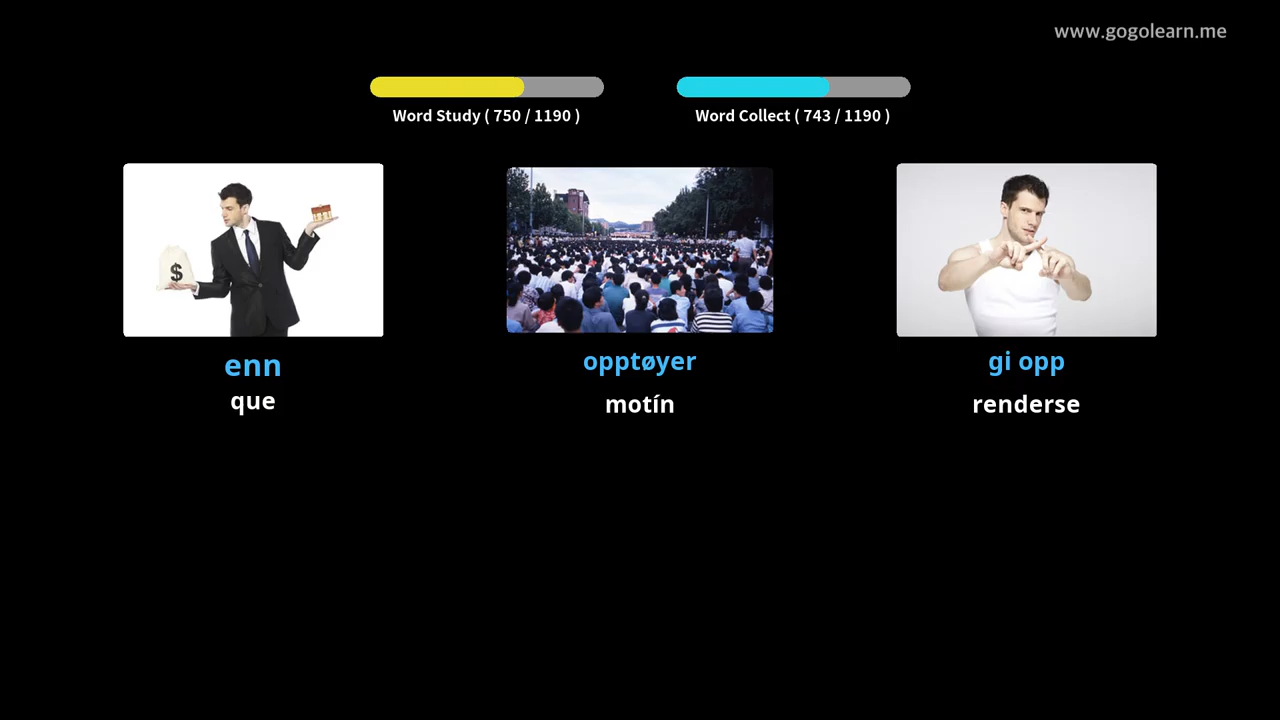 www.gogolearn.me
Word Study ( 750 / 1190 )
Word Collect ( 743 / 1190 )
$
enn
que
opptøyer
motín
gi opp
renderse